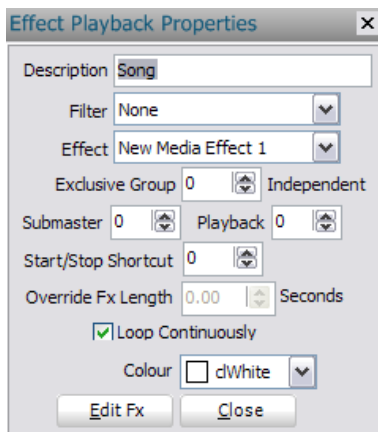 Effect Playback Properties
Description Song
Filter None
Effect New Media Effect 1
Exclusive Group 0 Independent
Submaster 0 Playback 0
Start/Stop Shortcut 0
Override Fx Length 0.00 Seconds
Loop Continuously
Colour clWhite
Edit Fx Close